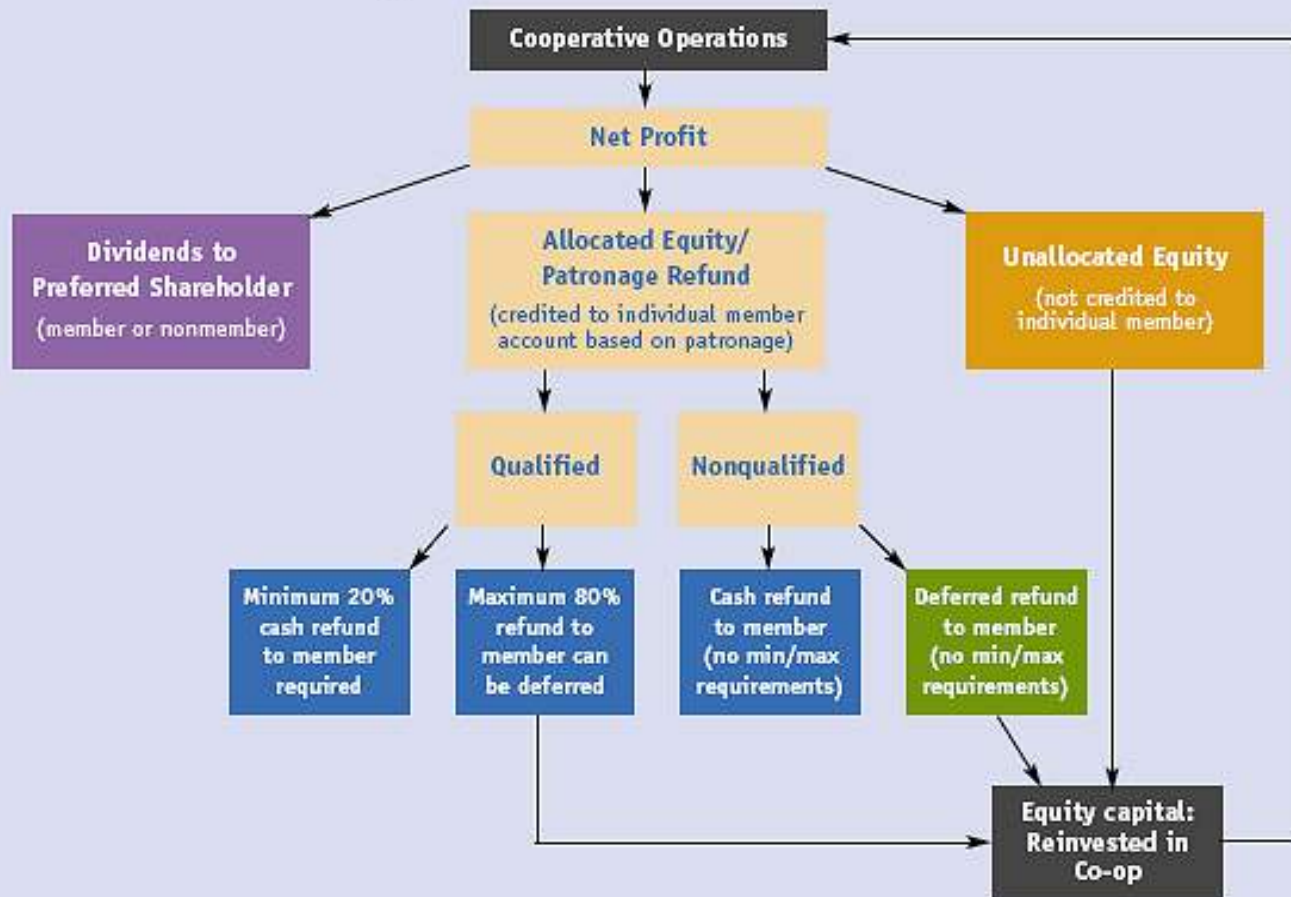 Cooperative Operations
Net Profit
Dividends to
Preferred Shareholder
(member or nonmember)
Allocated Equity/
Patronage Refund
(credited to individual member
account based on patronage)
Unallocated Equity
(not credited to
individual member)
Qualified
Nonqualified
Minimum 20%
cash refund
to member
required
Maximum 80%
refund to
member can
be deferred
Cash refund
to member
(no min/max
requirements)
Deferred refund
to member
(no min/max
requirements)
Equity capital:
Reinvested in
Co-op